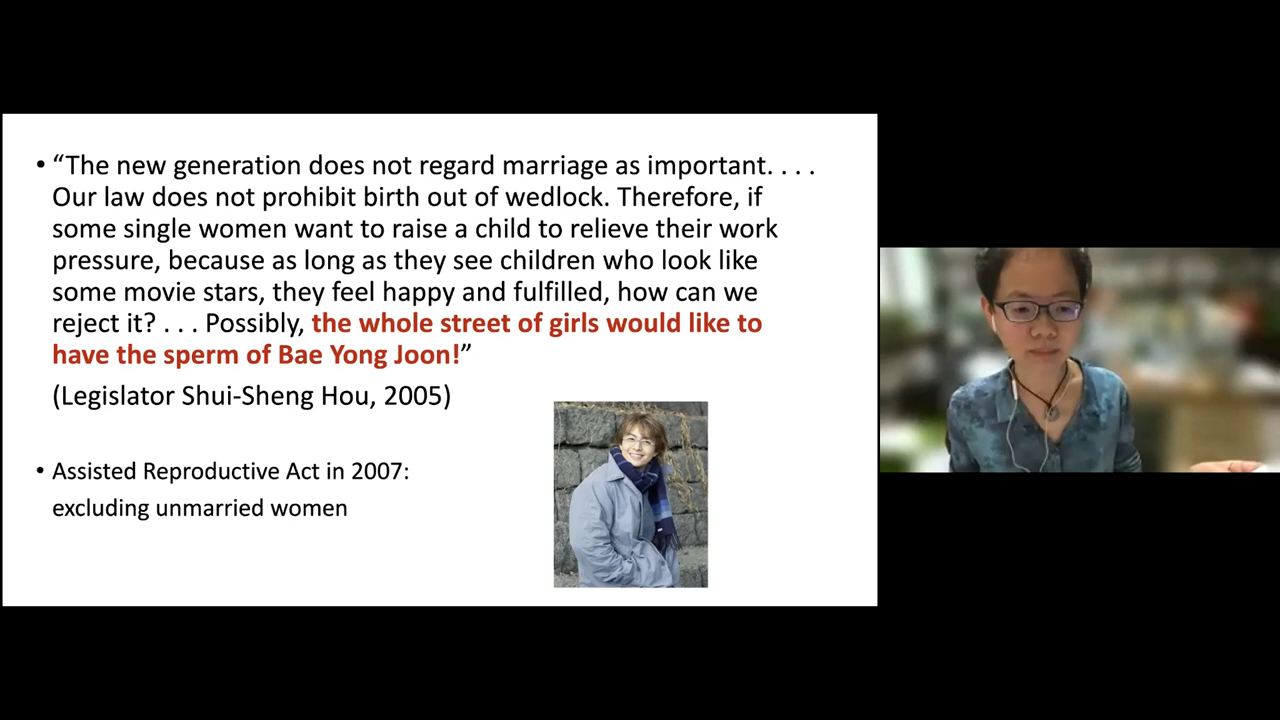 • “The new generation does not regard marriage as important. . . .
Our law does not prohibit birth out of wedlock. Therefore, if
some single women want to raise a child to relieve their work
pressure, because as long as they see children who look like
some movie stars, they feel happy and fulfilled, how can we
reject it? . . . Possibly, the whole street of girls would like to
have the sperm of Bae Yong Joon!”
(Legislator Shui-Sheng Hou, 2005)
• Assisted Reproductive Act in 2007:
excluding unmarried women